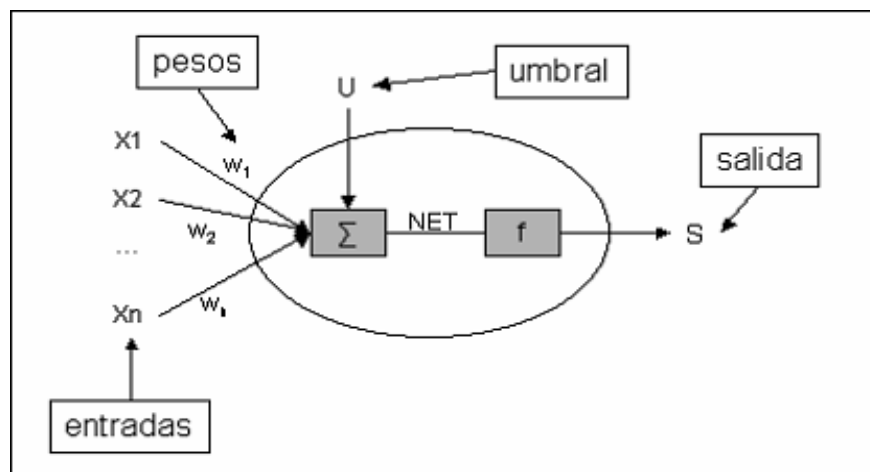 pesos
umbral
U
X1
w1
salida
X2
w2
Σ
NET
f
S
...
Xn
entradas